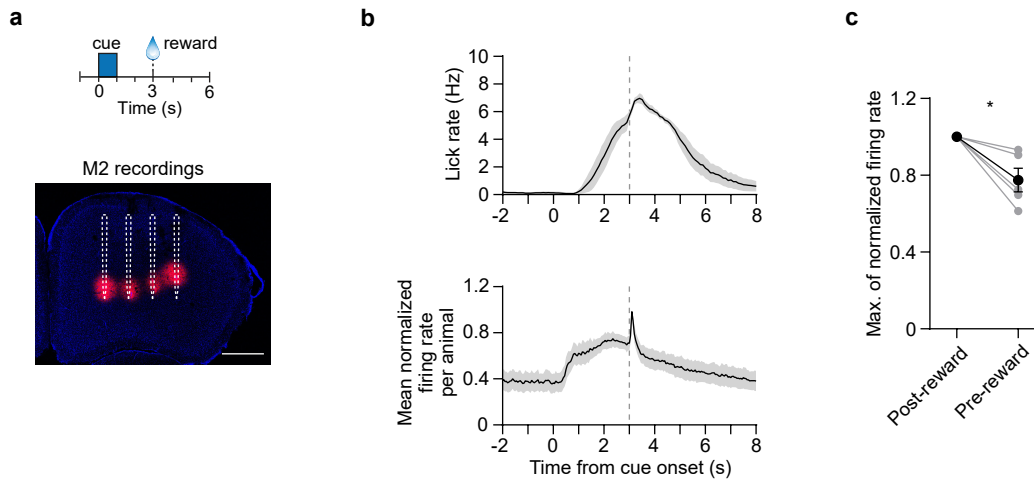 a
cue
reward
0 3 6
Time (s)
M2 recordings
b
Lick rate (Hz)
10
8
6
4
2
0
-2 0 2 4 6 8
Mean normalized
firing rate
per animal
1.2
0.8
0.4
0
-2 0 2 4 6 8
Time from cue onset (s)
c
Max. of normalized firing rate
1.2
0.8
0.4
0
*
Post-reward
Pre-reward